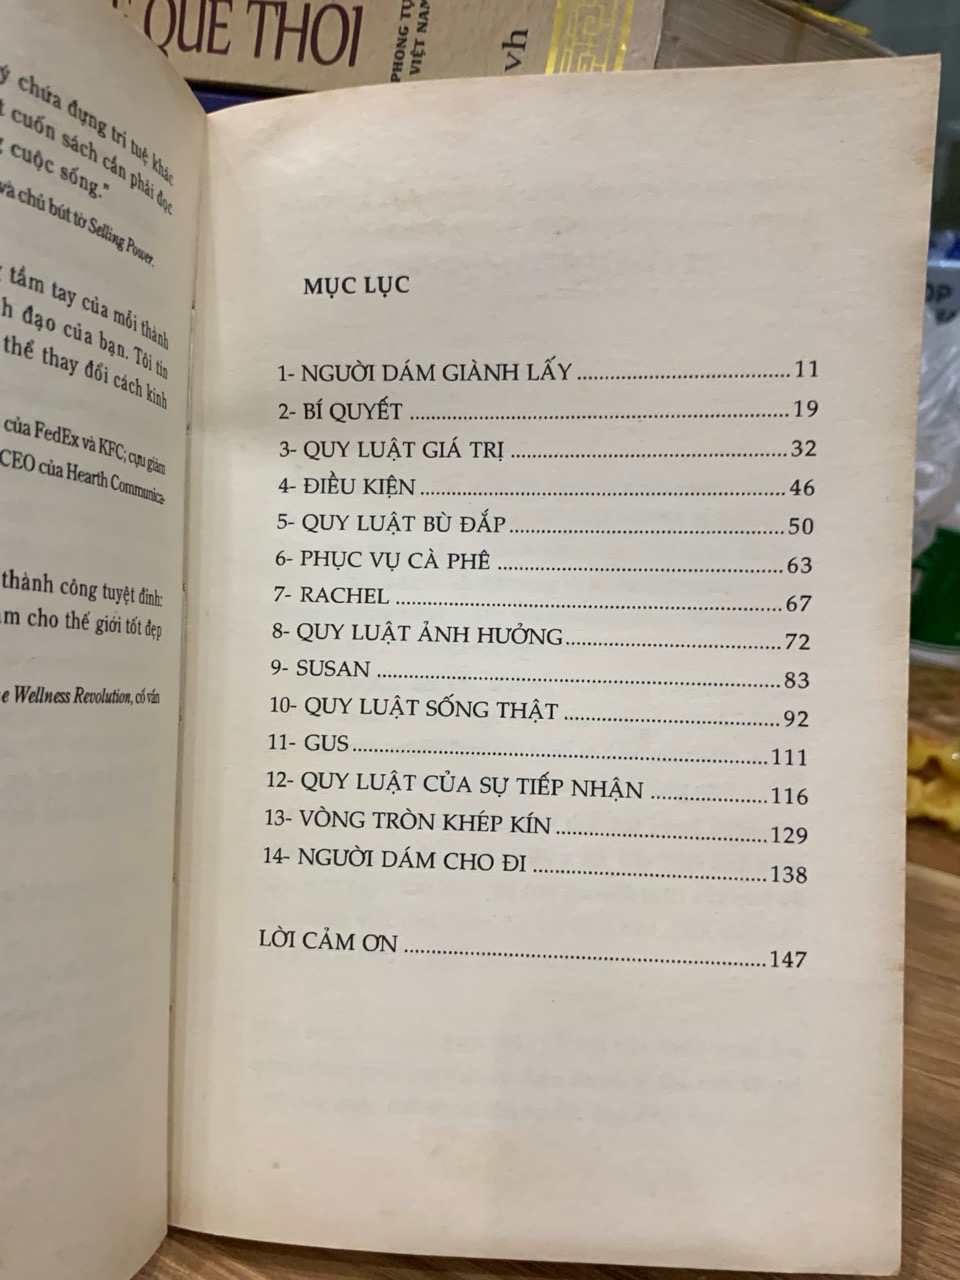 QUÊ THÓI
PHONG TỤ
VIỆT NAM
vh
ý chứa đựng trí tuệ khác
cuốn sách cần phải đọc
cuộc sống."
và chủ bút tờ Selling Power.
tầm tay của mỗi thành
h đạo của bạn. Tôi tin
thể thay đổi cách kinh
của FedEx và KFC; cựu giám
CEO của Hearth Communica-
thành công tuyệt đỉnh:
àm cho thế giới tốt đẹp
e Wellness Revolution, cố vấn
MỤC LỤC
1- NGƯỜI DÁM GIÀNH LẤY ........ 11
2- BÍ QUYẾT ........ 19
3- QUY LUẬT GIÁ TRỊ ........ 32
4- ĐIỀU KIỆN ........ 46
5- QUY LUẬT BÙ ĐẮP ........ 50
6- PHỤC VỤ CÀ PHÊ ........ 63
7- RACHEL ........ 67
8- QUY LUẬT ẢNH HƯỞNG ........ 72
9- SUSAN ........ 83
10- QUY LUẬT SỐNG THẬT ........ 92
11- GUS ........ 111
12- QUY LUẬT CỦA SỰ TIẾP NHẬN ........ 116
13- VÒNG TRÒN KHÉP KÍN ........ 129
14- NGƯỜI DÁM CHO ĐI ........ 138
LỜI CẢM ƠN ........ 147